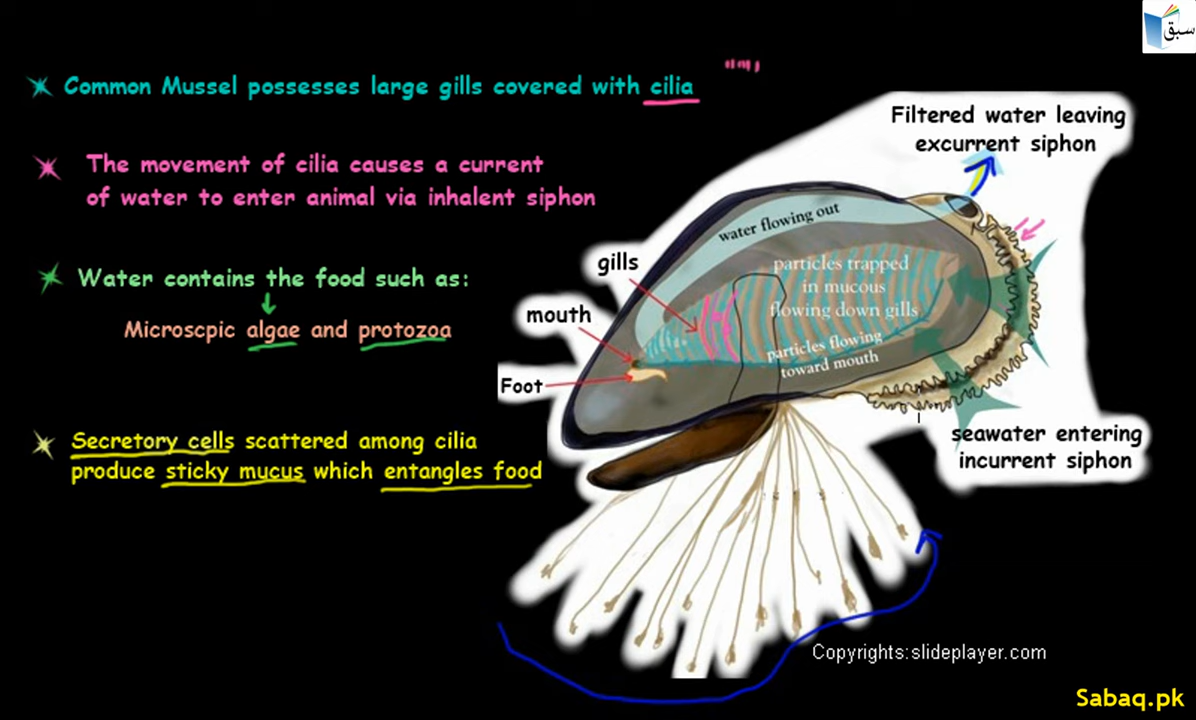 سبق
Common Mussel possesses large gills covered with cilia
The movement of cilia causes a current
of water to enter animal via inhalent siphon
Water contains the food such as:
Microscpic algae and protozoa
Secretory cells scattered among cilia
produce sticky mucus which entangles food
Filtered water leaving
excurrent siphon
water flowing out
gills
particles trapped
in mucous
flowing down gills
mouth
particles flowing
toward mouth
Foot
seawater entering
incurrent siphon
Copyrights:slideplayer.com
Sabaq.pk